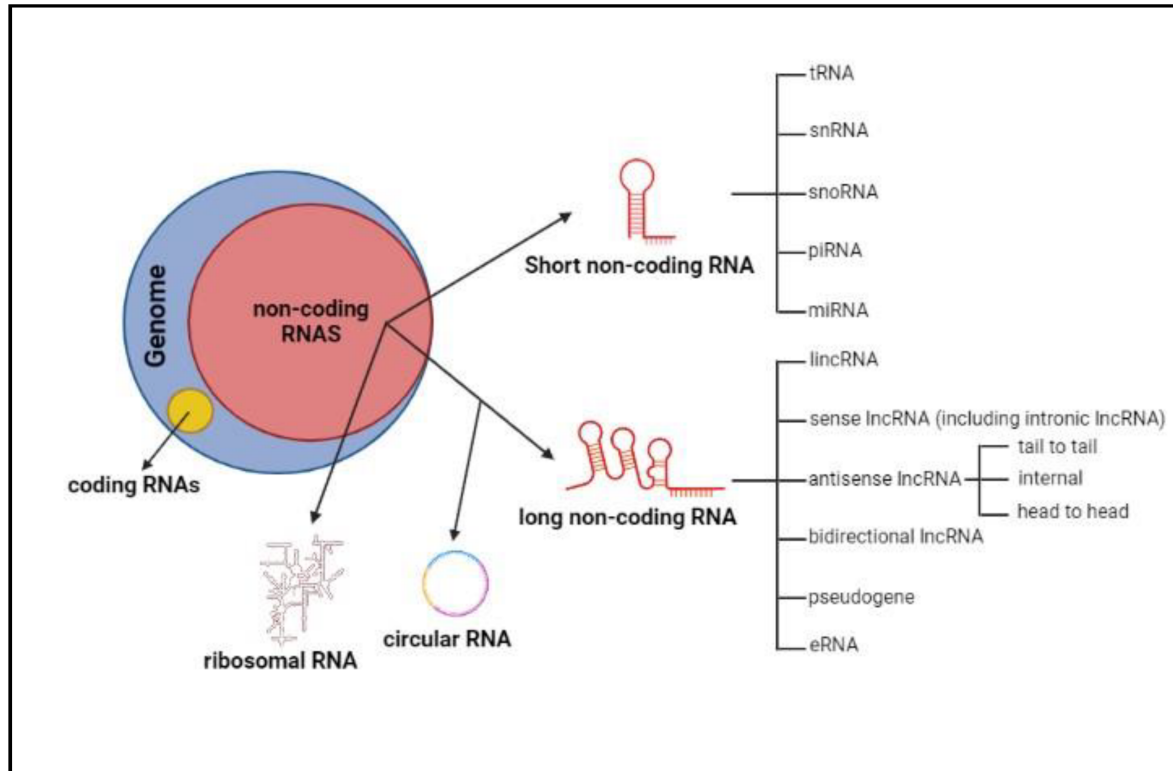 Genome
non-coding
RNAS
coding RNAs
ribosomal RNA
circular RNA
Short non-coding RNA
tRNA
snRNA
snoRNA
piRNA
miRNA
long non-coding RNA
lincRNA
sense lncRNA (including intronic lncRNA)
antisense lncRNA
tail to tail
internal
head to head
bidirectional lncRNA
pseudogene
eRNA